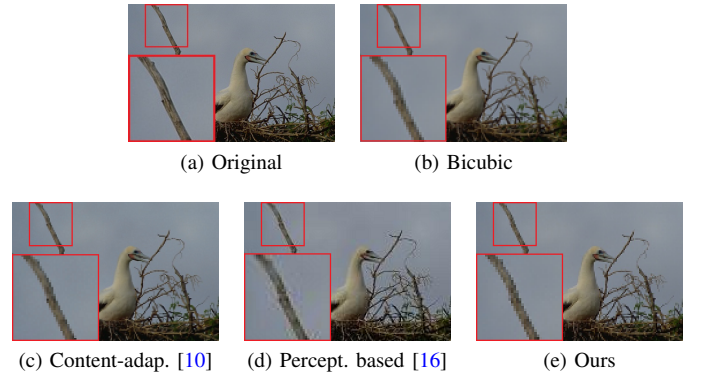 (a) Original
(b) Bicubic
(c) Content-adap. [10]
(d) Percept. based [16]
(e) Ours